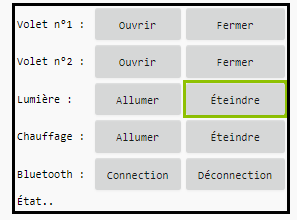 Volet n°1 : Ouvrir Fermer
Volet n°2 : Ouvrir Fermer
Lumière : Allumer Éteindre
Chauffage : Allumer Éteindre
Bluetooth : Connection Déconnection
État..